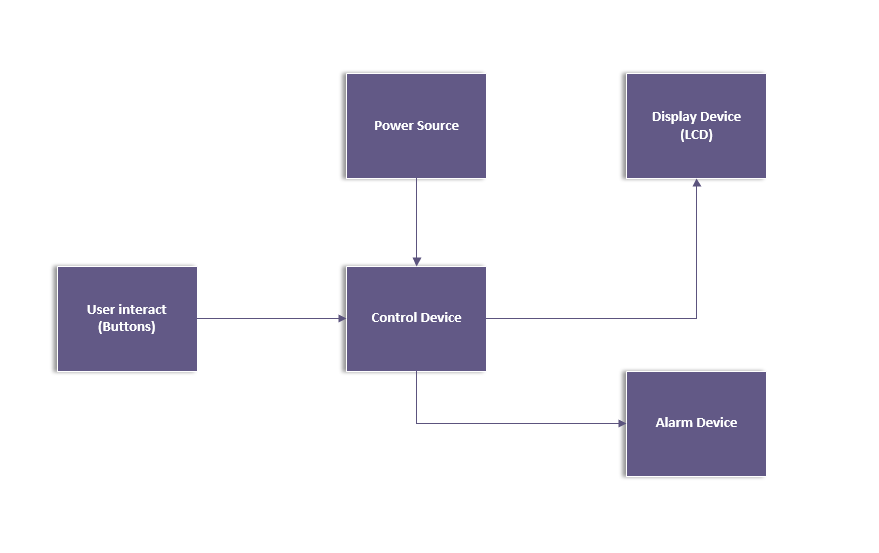 Power Source
Display Device
(LCD)
User interact
(Buttons)
Control Device
Alarm Device